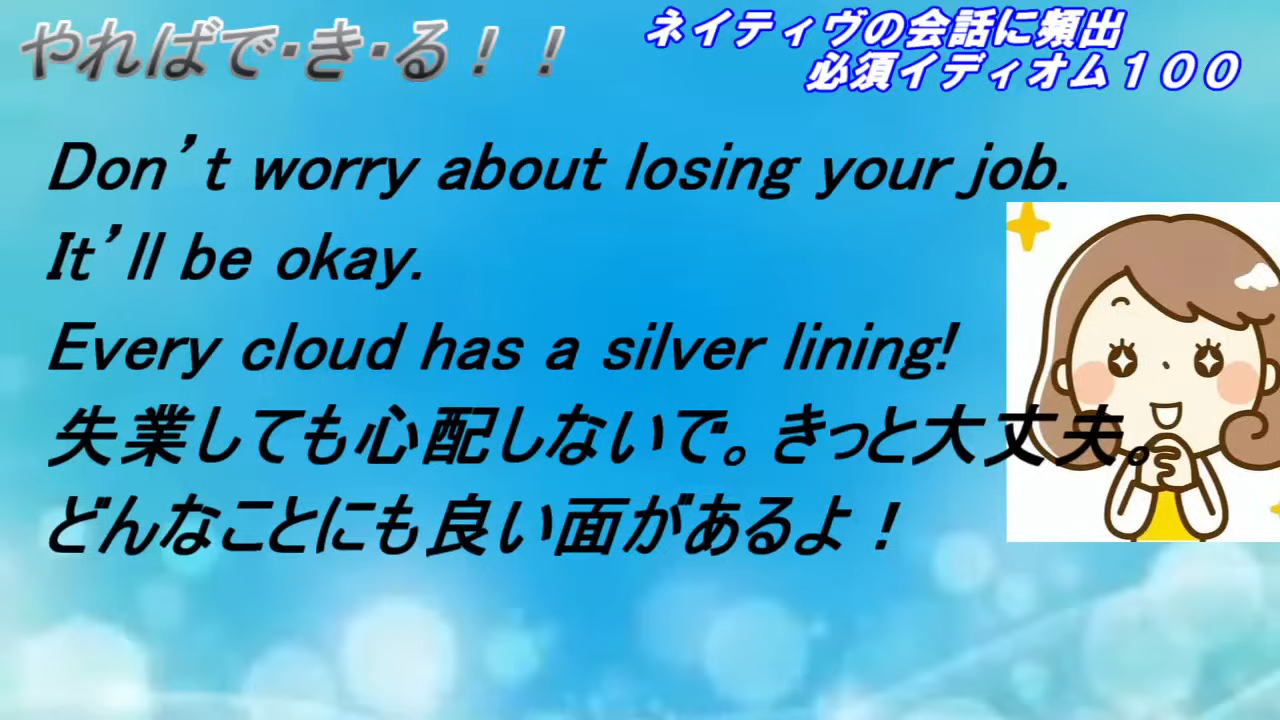 やればで・き・る！！
ネイティヴの会話に頻出
必須イディオム１００
Don’t worry about losing your job.
It’ll be okay.
Every cloud has a silver lining!
失業しても心配しないで。きっと大丈夫。
どんなことにも良い面があるよ！